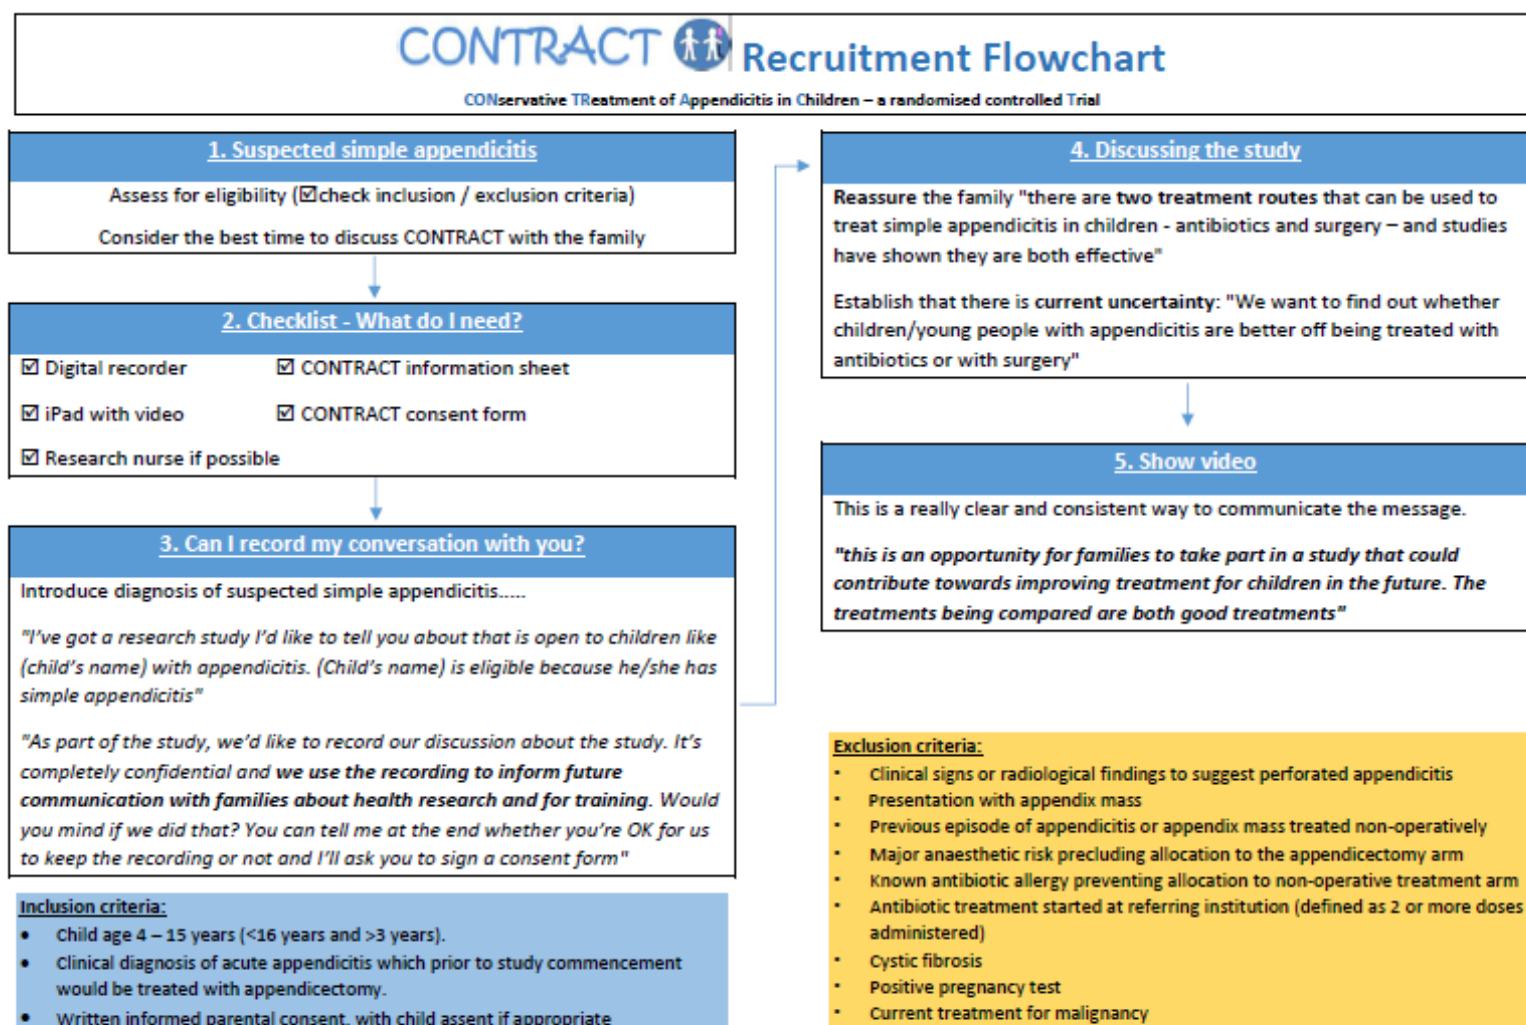 CONTRACT Recruitment Flowchart
CONservative TReatment of Appendicitis in Children – a randomised controlled Trial
1. Suspected simple appendicitis
Assess for eligibility (☑check inclusion / exclusion criteria)
Consider the best time to discuss CONTRACT with the family
2. Checklist - What do I need?
☑ Digital recorder ☑ CONTRACT information sheet
☑ iPad with video ☑ CONTRACT consent form
☑ Research nurse if possible
3. Can I record my conversation with you?
Introduce diagnosis of suspected simple appendicitis.....
"I've got a research study I'd like to tell you about that is open to children like
(child's name) with appendicitis. (Child's name) is eligible because he/she has
simple appendicitis"
"As part of the study, we'd like to record our discussion about the study. It's
completely confidential and we use the recording to inform future
communication with families about health research and for training. Would
you mind if we did that? You can tell me at the end whether you're OK for us
to keep the recording or not and I'll ask you to sign a consent form"
Inclusion criteria:
• Child age 4 – 15 years (<16 years and >3 years).
• Clinical diagnosis of acute appendicitis which prior to study commencement
would be treated with appendicectomy.
• Written informed parental consent, with child assent if appropriate
4. Discussing the study
Reassure the family "there are two treatment routes that can be used to
treat simple appendicitis in children - antibiotics and surgery – and studies
have shown they are both effective"
Establish that there is current uncertainty: "We want to find out whether
children/young people with appendicitis are better off being treated with
antibiotics or with surgery"
5. Show video
This is a really clear and consistent way to communicate the message.
"this is an opportunity for families to take part in a study that could
contribute towards improving treatment for children in the future. The
treatments being compared are both good treatments"
Exclusion criteria:
▪ Clinical signs or radiological findings to suggest perforated appendicitis
▪ Presentation with appendix mass
▪ Previous episode of appendicitis or appendix mass treated non-operatively
▪ Major anaesthetic risk precluding allocation to the appendicectomy arm
▪ Known antibiotic allergy preventing allocation to non-operative treatment arm
▪ Antibiotic treatment started at referring institution (defined as 2 or more doses
administered)
▪ Cystic fibrosis
▪ Positive pregnancy test
▪ Current treatment for malignancy